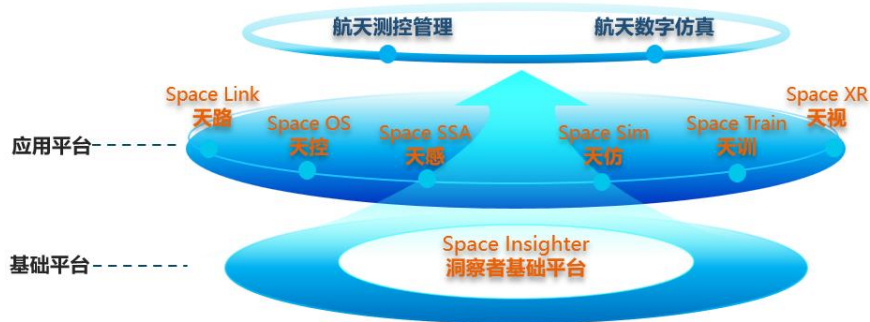 航天测控管理
航天数字仿真
Space Link
天路
Space OS
天控
Space SSA
天感
Space Sim
天仿
Space Train
天训
Space XR
天视
应用平台
Space Insighter
洞察者基础平台
基础平台